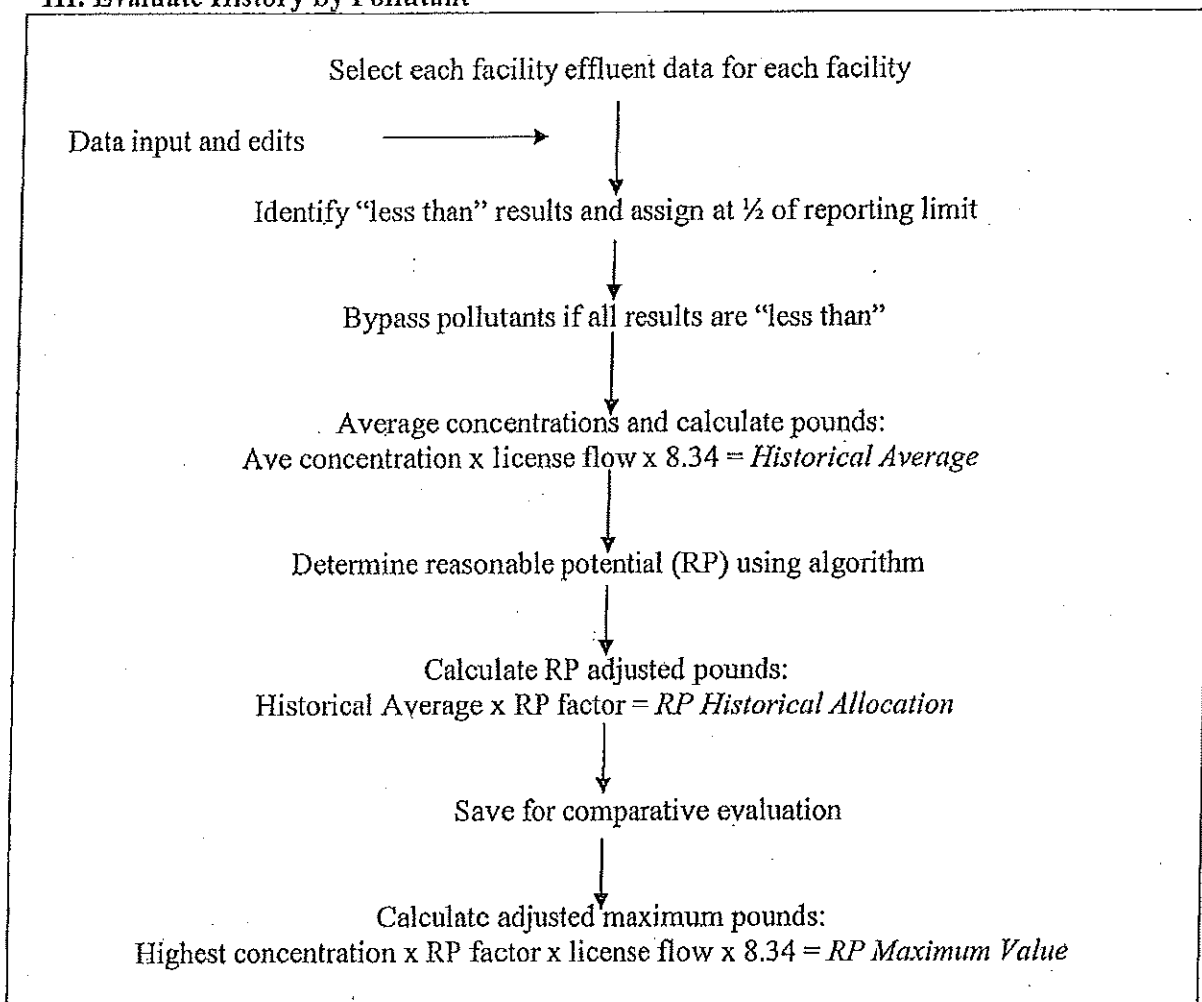 III. Evaluate History by Pollutant
Select each facility effluent data for each facility
Data input and edits
Identify “less than” results and assign at ½ of reporting limit
Bypass pollutants if all results are “less than”
Average concentrations and calculate pounds:
Ave concentration x license flow x 8.34 = Historical Average
Determine reasonable potential (RP) using algorithm
Calculate RP adjusted pounds:
Historical Average x RP factor = RP Historical Allocation
Save for comparative evaluation
Calculate adjusted maximum pounds:
Highest concentration x RP factor x license flow x 8.34 = RP Maximum Value